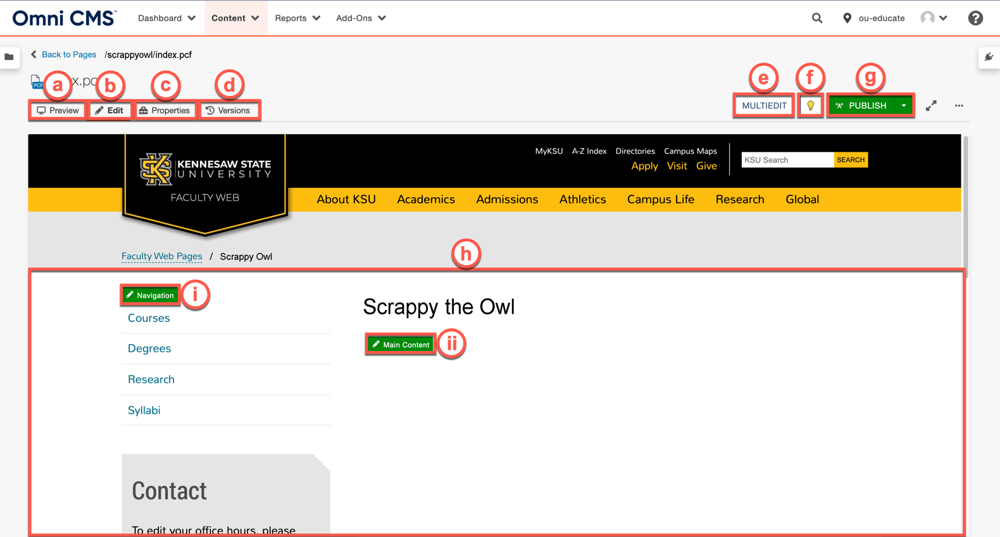 Omni CMS™ Dashboard Content Reports Add-Ons ou-educate ?
Back to Pages /scrappyowl/index.pcf
PCF x.pc
a b c d e f g
Preview Edit Properties Versions MULTIEDIT PUBLISH
MyKSU A-Z Index Directories Campus Maps
Apply Visit Give
KSU Search SEARCH
KS KENNESAW STATE
UNIVERSITY
FACULTY WEB
About KSU Academics Admissions Athletics Campus Life Research Global
Faculty Web Pages / Scrappy Owl
h
Navigation i
Scrappy the Owl
Courses
Main Content ii
Degrees
Research
Syllabi
Contact
To edit your office hours, please